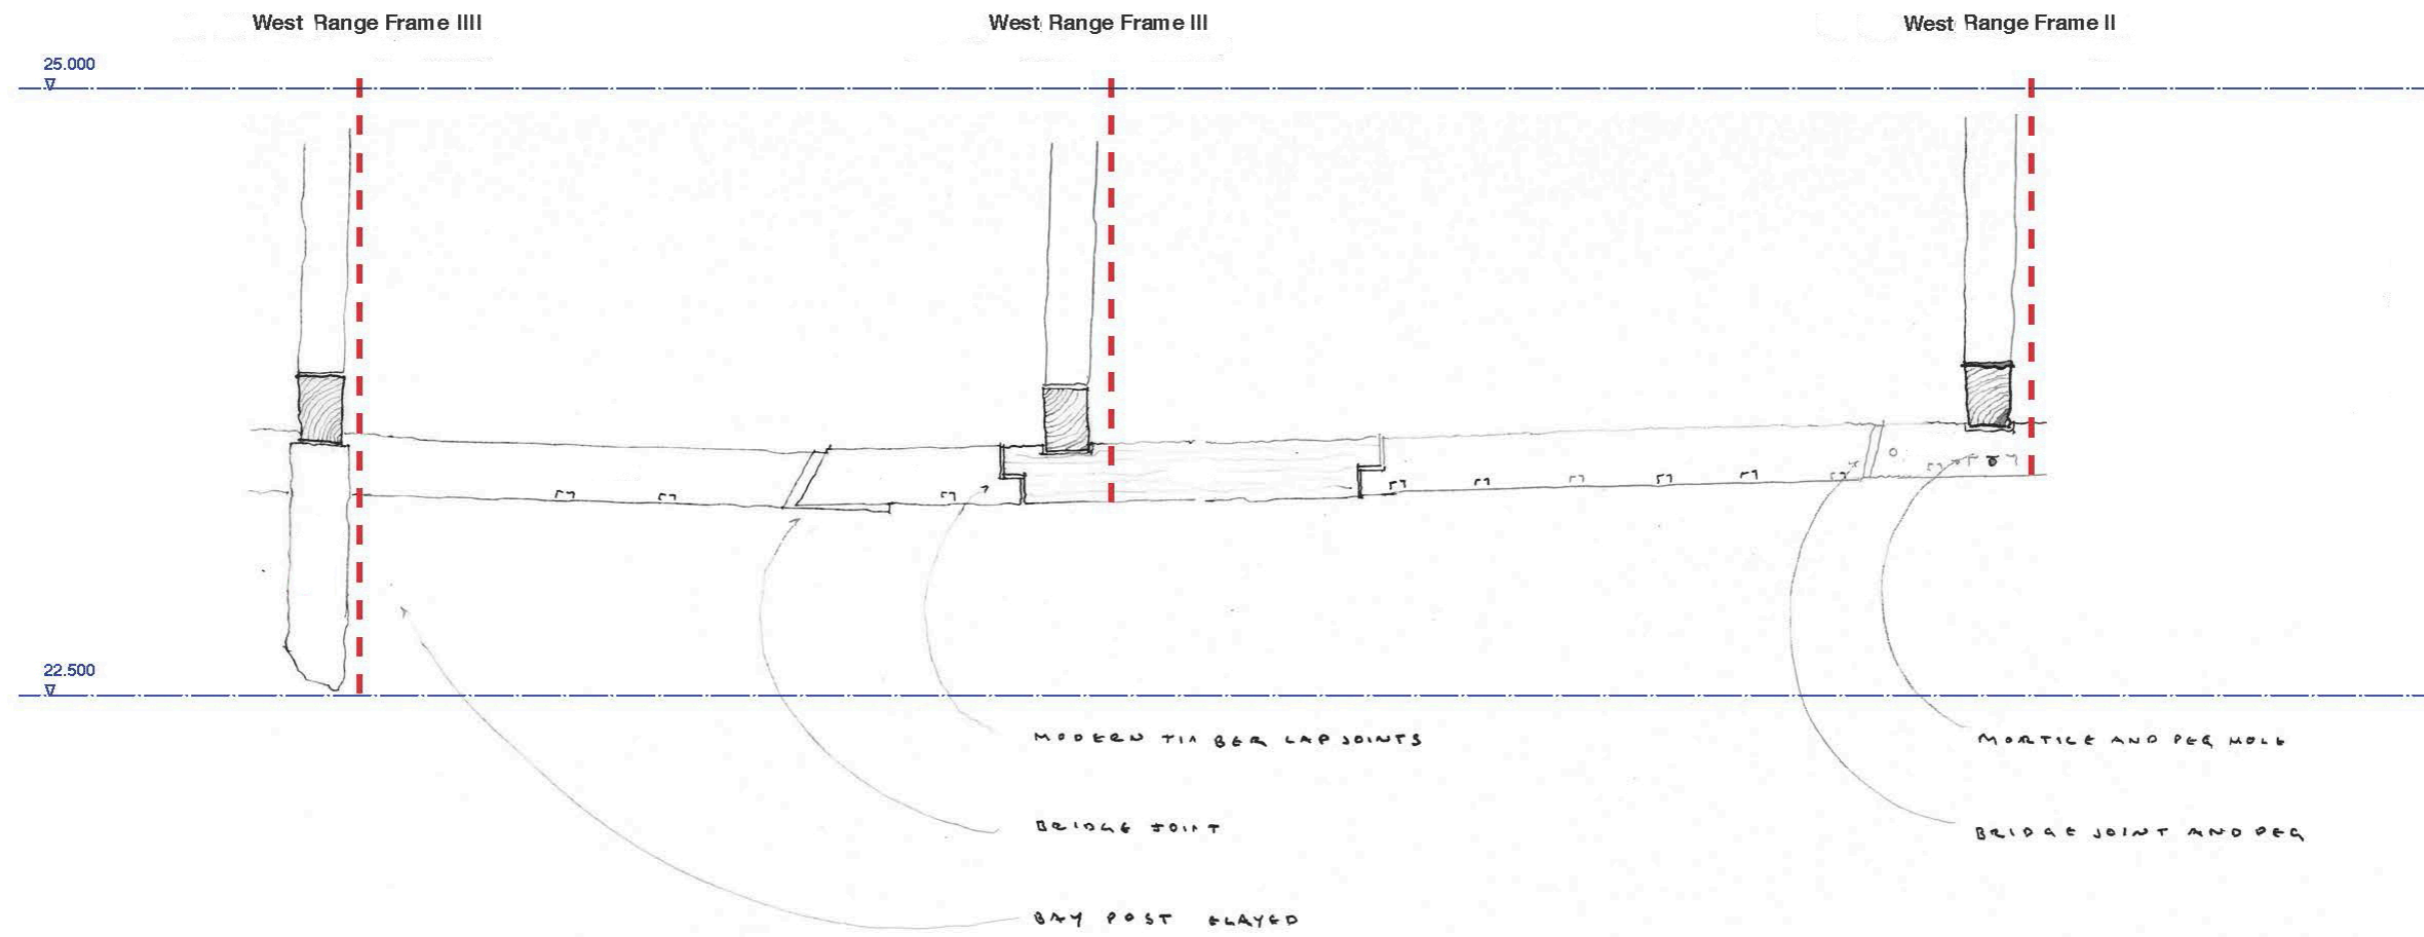 West Range Frame IIII
West Range Frame III
West Range Frame II
25.000
22.500
MODERN TIMBER LAP JOINTS
MORTICE AND PEG HOLE
BRIDGE JOINT
BRIDGE JOINT AND PEG
BAY POST